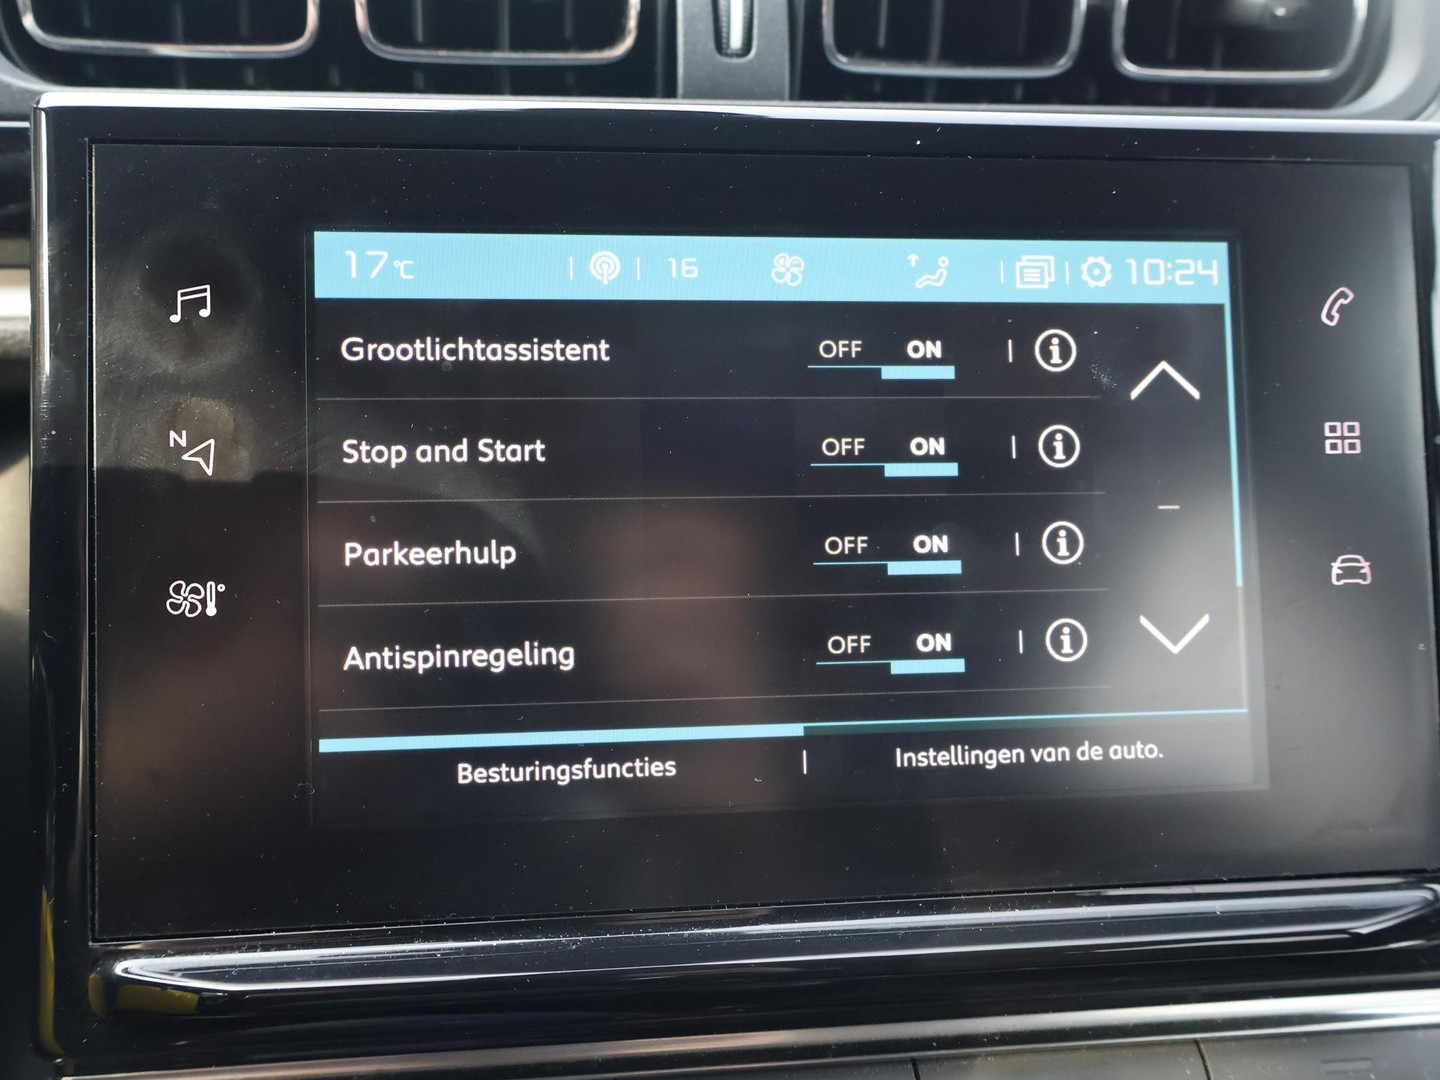 17°C 16 10:24
Grootlichtassistent OFF ON
Stop and Start OFF ON
N
Parkeerhulp OFF ON
Antispinregeling OFF ON
Besturingsfuncties Instellingen van de auto.